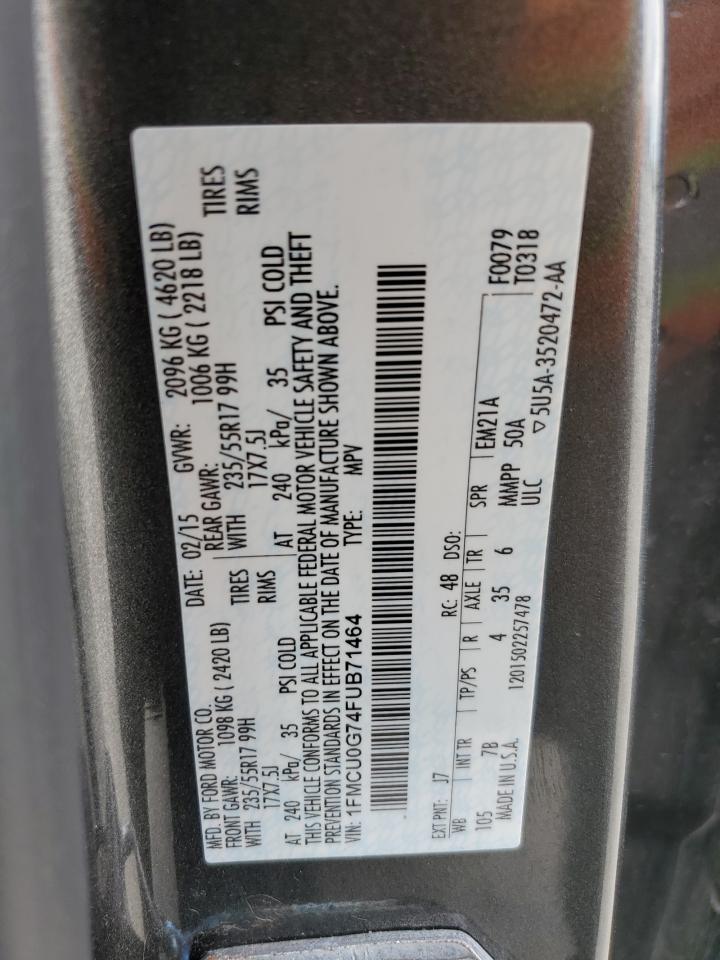 MFD. BY FORD MOTOR CO.
DATE: 02/15 GVWR: 2096 KG ( 4620 LB)
FRONT GAWR: 1098 KG ( 2420 LB) REAR GAWR: 1006 KG ( 2218 LB)
WITH 235/55R17 99H TIRES WITH 235/55R17 99H TIRES
17X7.5J RIMS 17X7.5J RIMS
AT 240 kPa/ 35 PSI COLD AT 240 kPa/ 35 PSI COLD
THIS VEHICLE CONFORMS TO ALL APPLICABLE FEDERAL MOTOR VEHICLE SAFETY AND THEFT
PREVENTION STANDARDS IN EFFECT ON THE DATE OF MANUFACTURE SHOWN ABOVE.
VIN: 1FMCU0G74FUB71464 TYPE: MPV
EXT PNT: J7 RC: 48 DSO: F0079
WB INT TR TP/PS R AXLE TR SPR EM21A T0318
105 7B 4 35 6 MMPP 50A
MADE IN U.S.A. 1201502257478 ULC
▽5U5A-3520472-AA